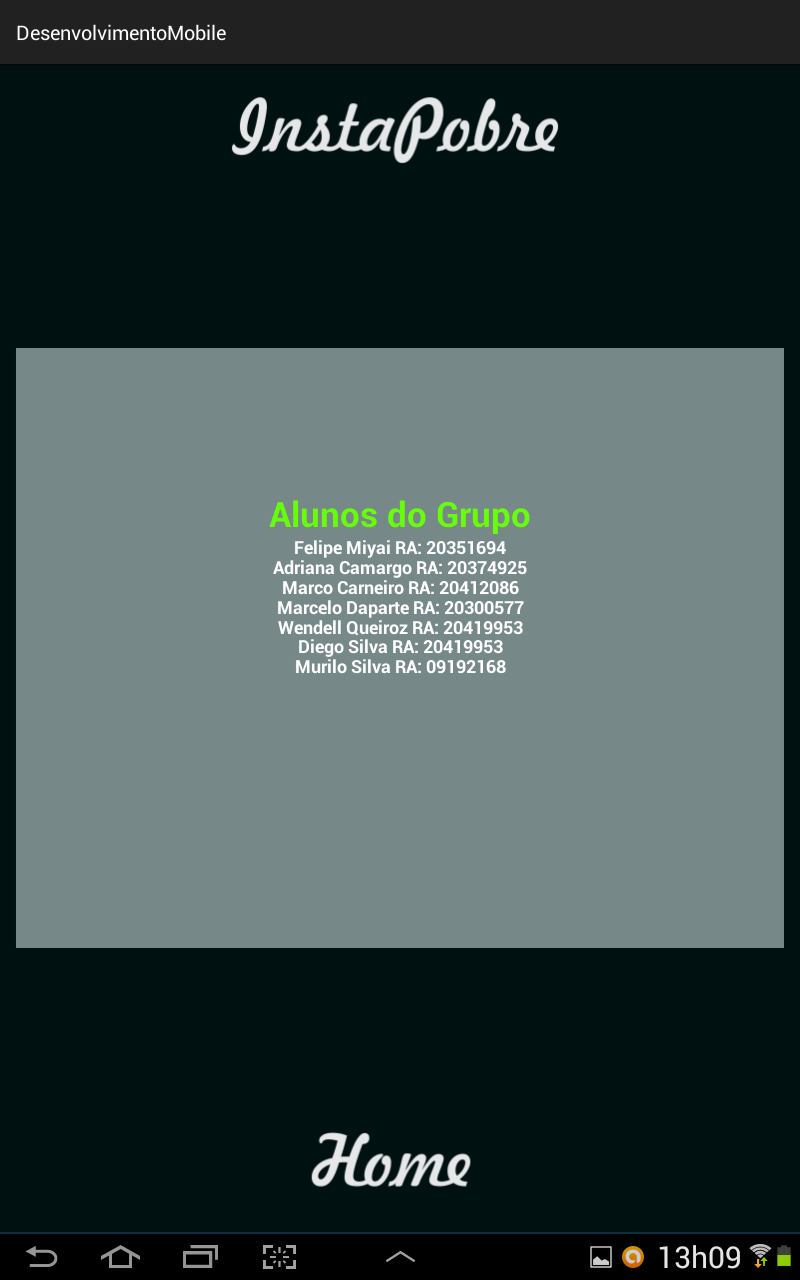 DesenvolvimentoMobile
InstaPobre
Alunos do Grupo
Felipe Miyai RA: 20351694
Adriana Camargo RA: 20374925
Marco Carneiro RA: 20412086
Marcelo Daparte RA: 20300577
Wendell Queiroz RA: 20419953
Diego Silva RA: 20419953
Murilo Silva RA: 09192168
Home
13h09